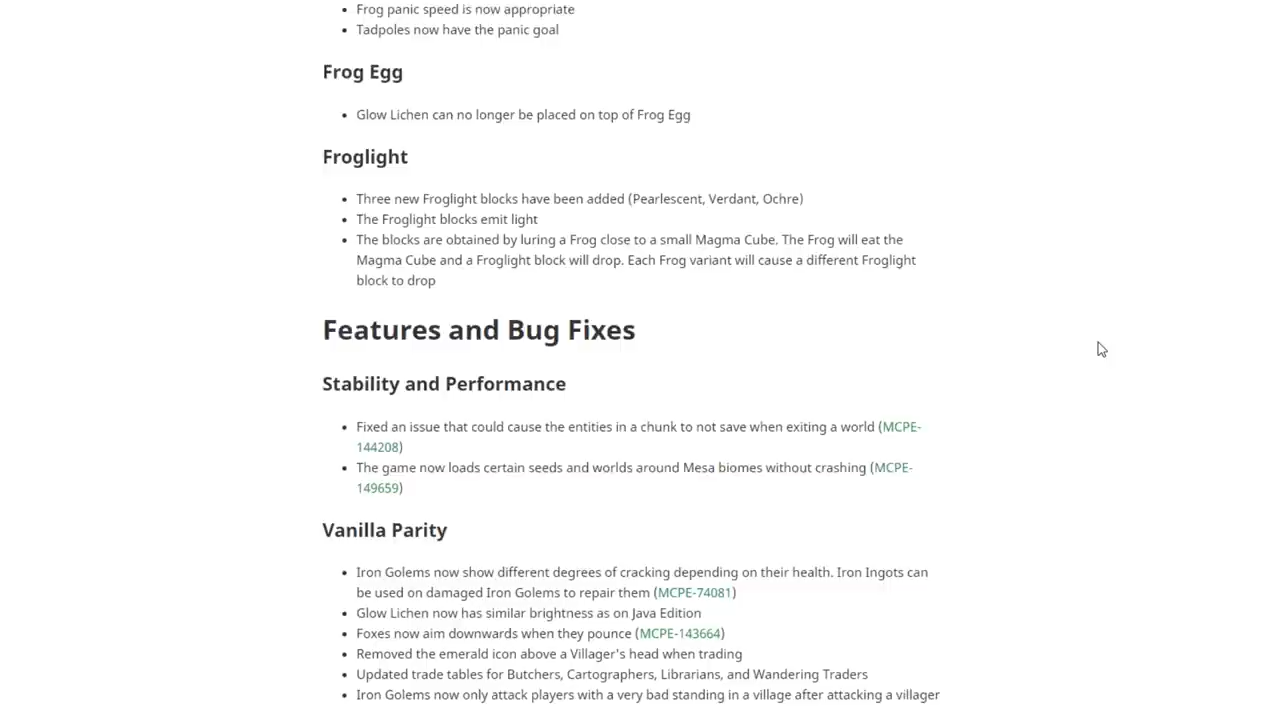 • Frog panic speed is now appropriate
• Tadpoles now have the panic goal
Frog Egg
• Glow Lichen can no longer be placed on top of Frog Egg
Froglight
• Three new Froglight blocks have been added (Pearlescent, Verdant, Ochre)
• The Froglight blocks emit light
• The blocks are obtained by luring a Frog close to a small Magma Cube. The Frog will eat the
Magma Cube and a Froglight block will drop. Each Frog variant will cause a different Froglight
block to drop
Features and Bug Fixes
Stability and Performance
• Fixed an issue that could cause the entities in a chunk to not save when exiting a world (MCPE-
144208)
• The game now loads certain seeds and worlds around Mesa biomes without crashing (MCPE-
149659)
Vanilla Parity
• Iron Golems now show different degrees of cracking depending on their health. Iron Ingots can
be used on damaged Iron Golems to repair them (MCPE-74081)
• Glow Lichen now has similar brightness as on Java Edition
• Foxes now aim downwards when they pounce (MCPE-143664)
• Removed the emerald icon above a Villager's head when trading
• Updated trade tables for Butchers, Cartographers, Librarians, and Wandering Traders
• Iron Golems now only attack players with a very bad standing in a village after attacking a villager